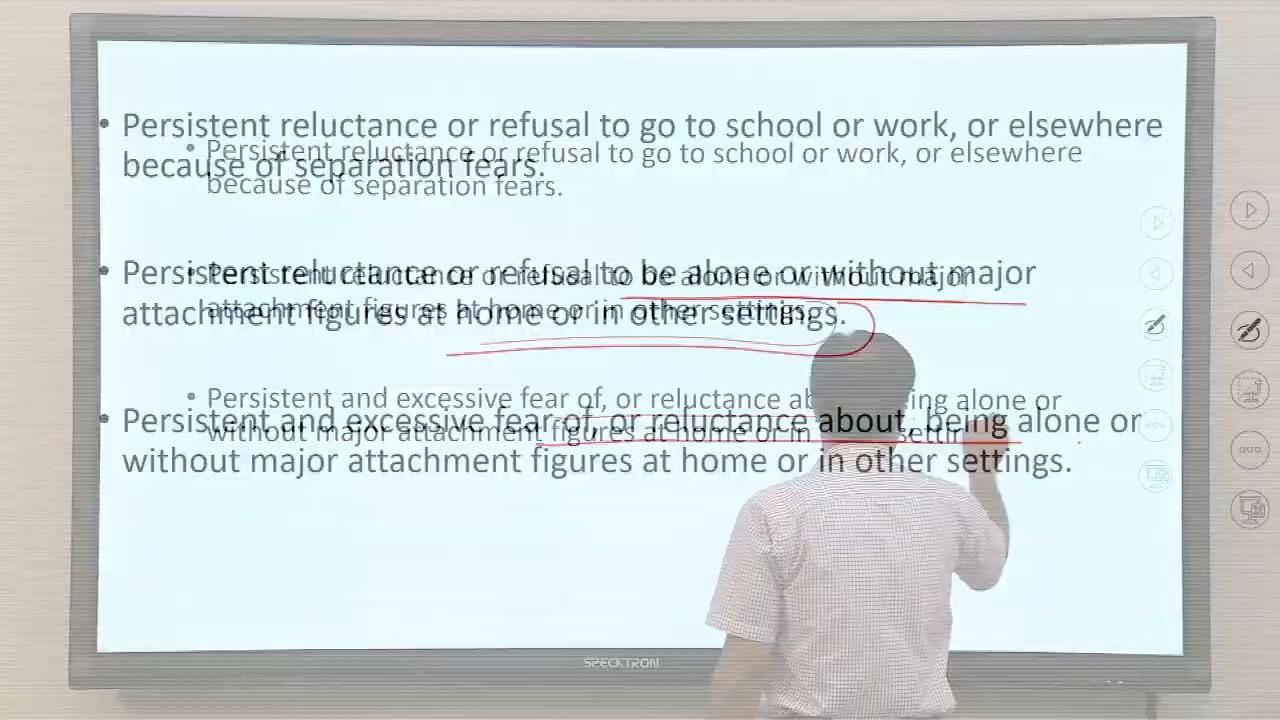 • Persistent reluctance or refusal to go to school or work, or elsewhere
because of separation fears.
• Persistent reluctance or refusal to go to school or work, or elsewhere
because of separation fears.
• Persistent reluctance or refusal to be alone or without major
attachment figures at home or in other settings.
• Persistent reluctance or refusal to be alone or without major
attachment figures at home or in other settings.
• Persistent and excessive fear of, or reluctance about, being alone or
without major attachment figures at home or in other settings.
• Persistent and excessive fear of, or reluctance ing alone or
without major attachment figures at home or in
SPECKTRON